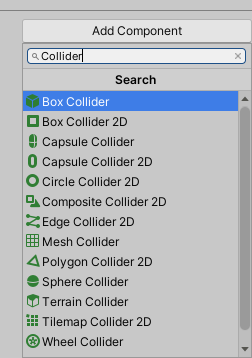 Add Component
Collider
Search
Box Collider
Box Collider 2D
Capsule Collider
Capsule Collider 2D
Circle Collider 2D
Composite Collider 2D
Edge Collider 2D
Mesh Collider
Polygon Collider 2D
Sphere Collider
Terrain Collider
Tilemap Collider 2D
Wheel Collider